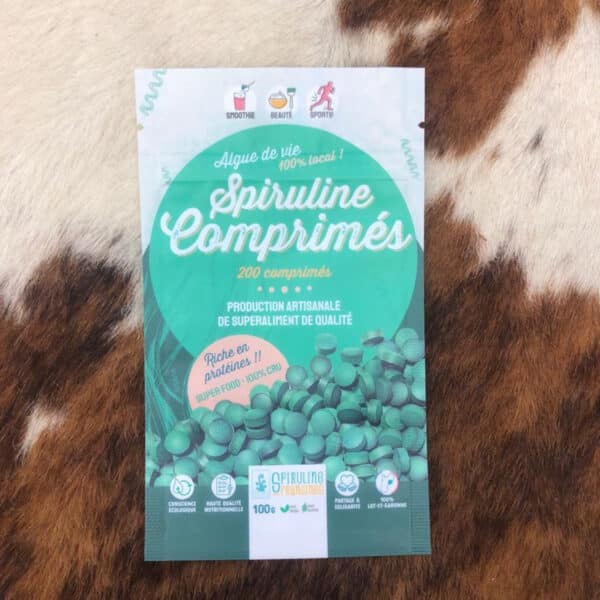 SMOOTHIE
BEAUTÉ
SPORTIF
Algue de vie
100% local !
Spiruline
Comprimés
200 comprimés
PRODUCTION ARTISANALE
DE SUPERALIMENT DE QUALITÉ
Riche en
protéines !!
SUPER FOOD - 100% CRU
SPIRULINE
CONSCIENCE
ÉCOLOGIQUE
HAUTE QUALITÉ
NUTRITIONNELLE
100G
PARTAGE &
SOLIDARITÉ
100%
LOT-ET-GARONNE